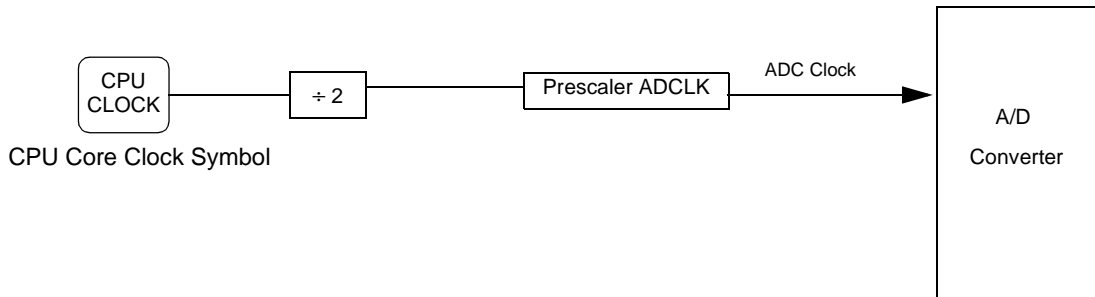 CPU
CLOCK
CPU Core Clock Symbol
÷ 2
Prescaler ADCLK
ADC Clock
A/D
Converter